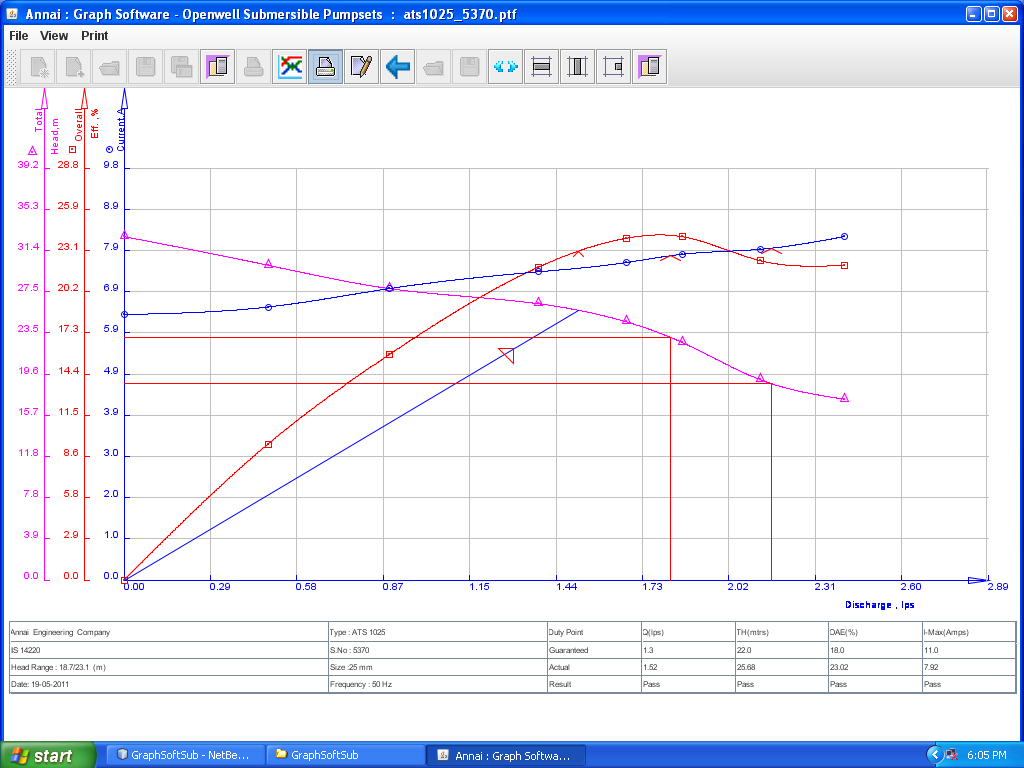 Annai : Graph Software - Openwell Submersible Pumpsets : ats1025_5370.ptf
File View Print
Total Head,m
Overall Eff.,%
Current,A
39.2 28.8 9.8
35.3 25.9 8.9
31.4 23.1 7.9
27.5 20.2 6.9
23.5 17.3 5.9
19.6 14.4 4.9
15.7 11.5 3.9
11.8 8.6 3.0
7.8 5.8 2.0
3.9 2.9 1.0
0.0 0.0 0.0
0.00 0.29 0.58 0.87 1.15 1.44 1.73 2.02 2.31 2.60 2.89
Discharge , lps
Annai Engineering Company Type : ATS 1025 Duty Point Q(lps) TH(mtrs) OAE(%) I-Max(Amps)
IS 14220 S.No : 5370 Guaranteed 1.3 22.0 18.0 11.0
Head Range : 18.7/23.1 (m) Size :25 mm Actual 1.52 25.68 23.02 7.92
Date: 19-05-2011 Frequency : 50 Hz Result Pass Pass Pass Pass
start GraphSoftSub - NetBe... GraphSoftSub Annai : Graph Softwa... 6:05 PM